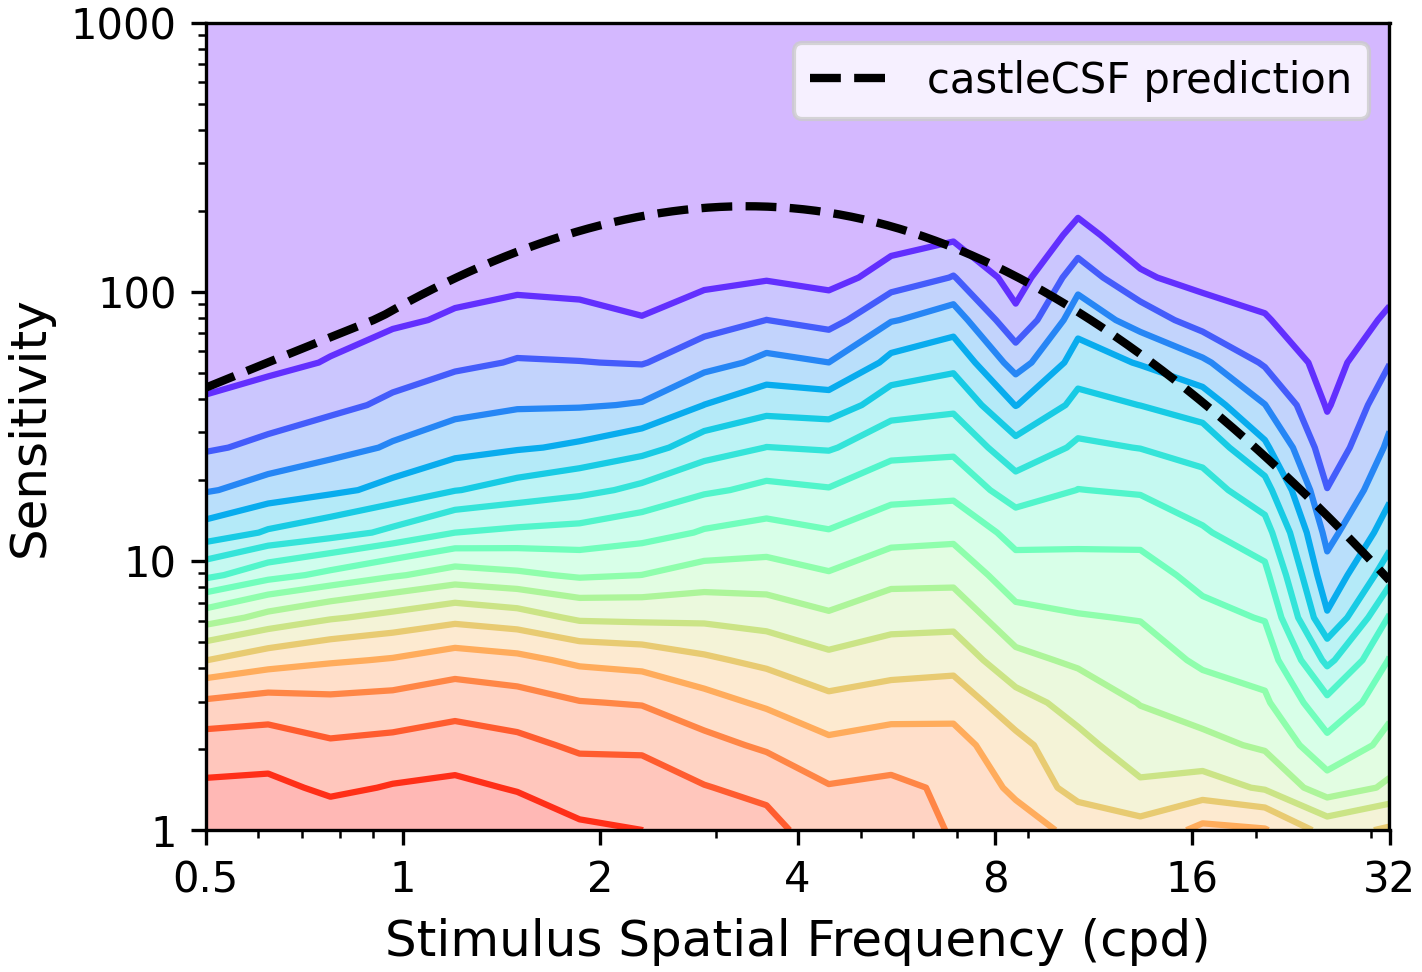 1000
100
10
1
Sensitivity
castleCSF prediction
0.5 1 2 4 8 16 32
Stimulus Spatial Frequency (cpd)